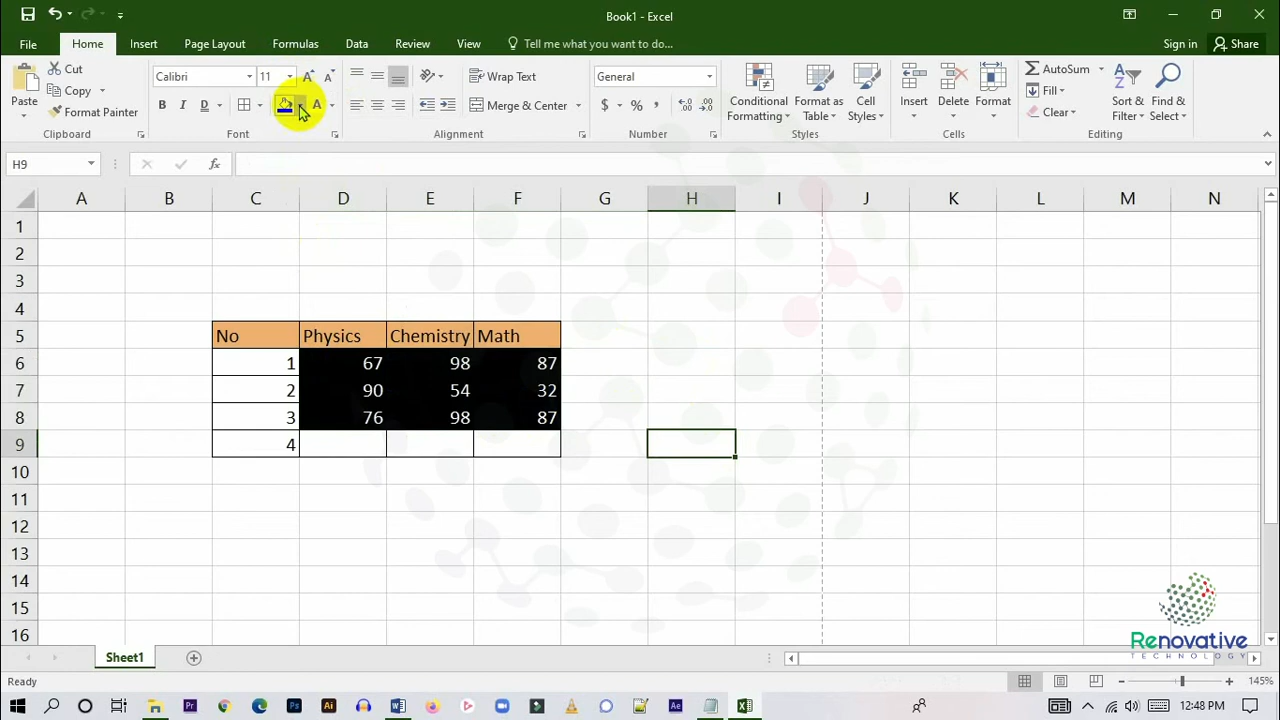 Book1 - Excel
File Home Insert Page Layout Formulas Data Review View Tell me what you want to do... Sign in Share
Paste
Cut
Copy
Format Painter
Clipboard
Calibri 11
B I D
Font
Wrap Text
Merge & Center
Alignment
General
$ % ,
Number
Conditional Formatting
Format as Table
Cell Styles
Styles
Insert
Delete
Format
Cells
AutoSum
Fill
Clear
Sort & Filter
Find & Select
Editing
H9 fx
A B C D E F G H I J K L M N
1
2
3
4
5 No Physics Chemistry Math
6 1 67 98 87
7 2 90 54 32
8 3 76 98 87
9 4
10
11
12
13
14
15
16
Renovative
TECHNOLOGY
Sheet1
Ready 145%
Pr Ps Ai Ae 12:48 PM